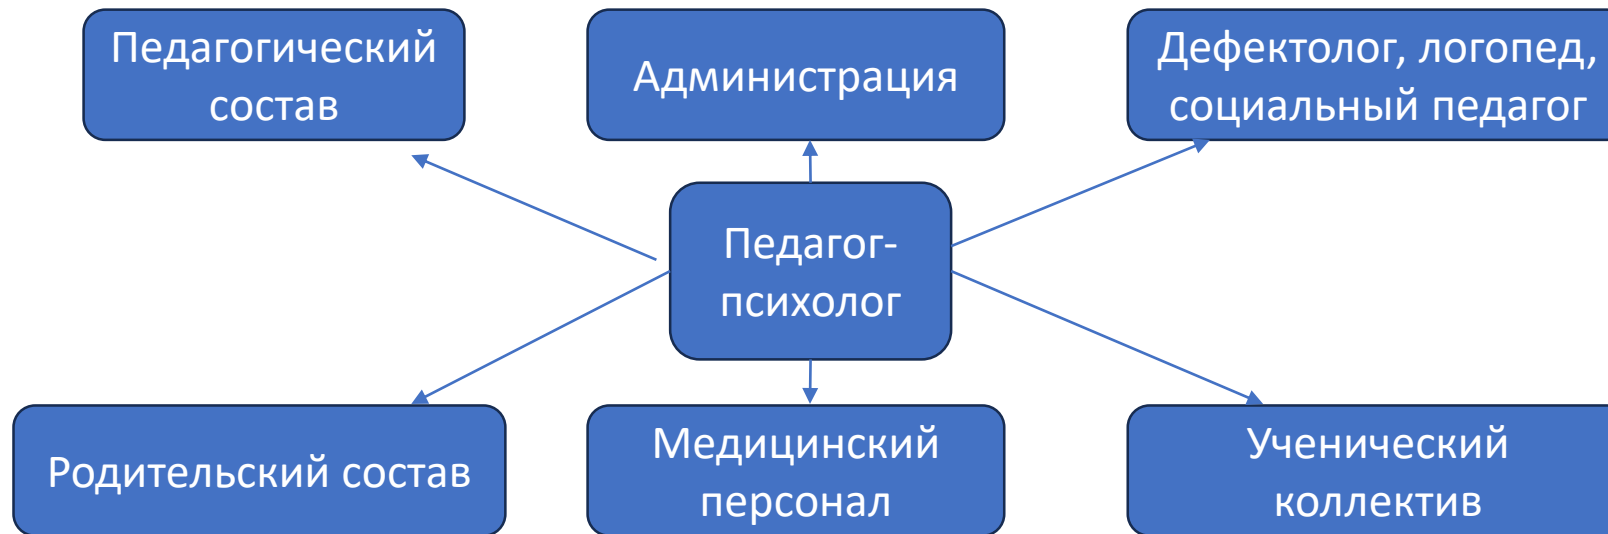 Педагогический
состав
Администрация
Дефектолог, логопед,
социальный педагог
Педагог-
психолог
Родительский состав
Медицинский
персонал
Ученический
коллектив